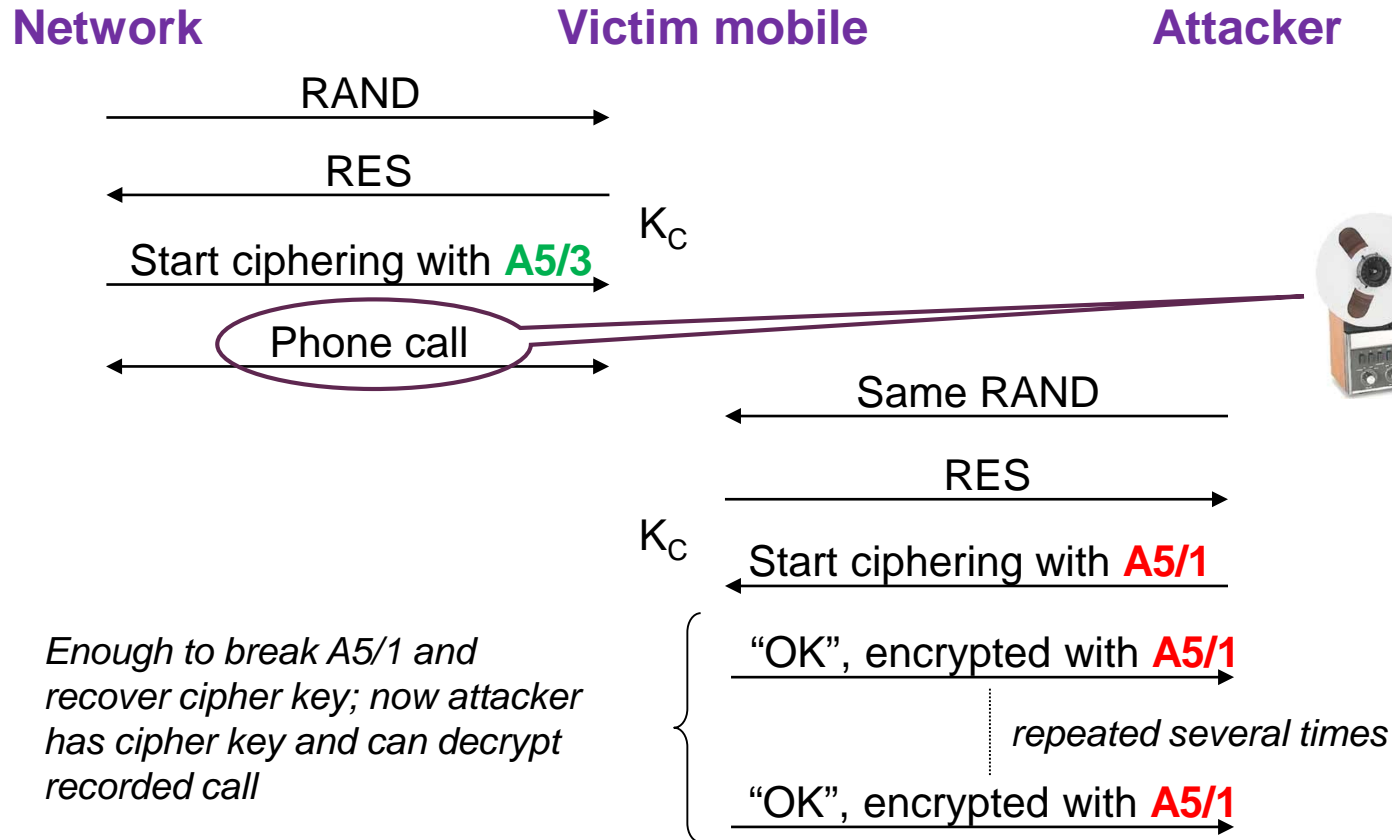 Network
Victim mobile
Attacker
RAND
RES
K_C
Start ciphering with A5/3
Phone call
Same RAND
RES
K_C
Start ciphering with A5/1
"OK", encrypted with A5/1
repeated several times
"OK", encrypted with A5/1
Enough to break A5/1 and
recover cipher key; now attacker
has cipher key and can decrypt
recorded call